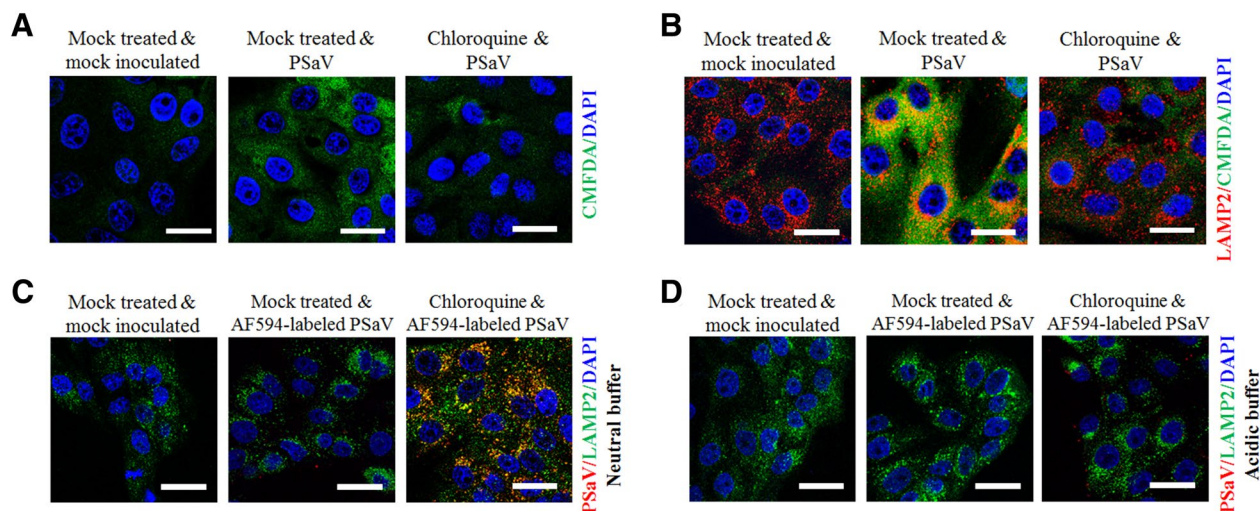 A
Mock treated &
mock inoculated
Mock treated &
PSaV
Chloroquine &
PSaV
CMFDA/DAPI
B
Mock treated &
mock inoculated
Mock treated &
PSaV
Chloroquine &
PSaV
LAMP2/CMFDA/DAPI
C
Mock treated &
mock inoculated
Mock treated &
AF594-labeled PSaV
Chloroquine &
AF594-labeled PSaV
PSaV/LAMP2/DAPI
Neutral buffer
D
Mock treated &
mock inoculated
Mock treated &
AF594-labeled PSaV
Chloroquine &
AF594-labeled PSaV
PSaV/LAMP2/DAPI
Acidic buffer